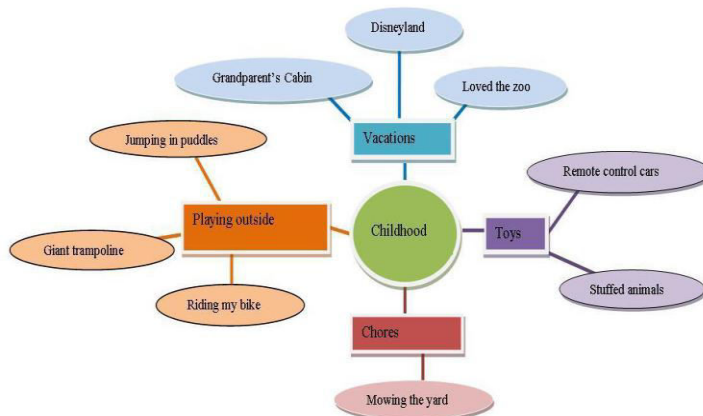 Disneyland
Grandparent's Cabin
Loved the zoo
Vacations
Jumping in puddles
Remote control cars
Playing outside
Childhood
Toys
Giant trampoline
Riding my bike
Stuffed animals
Chores
Mowing the yard